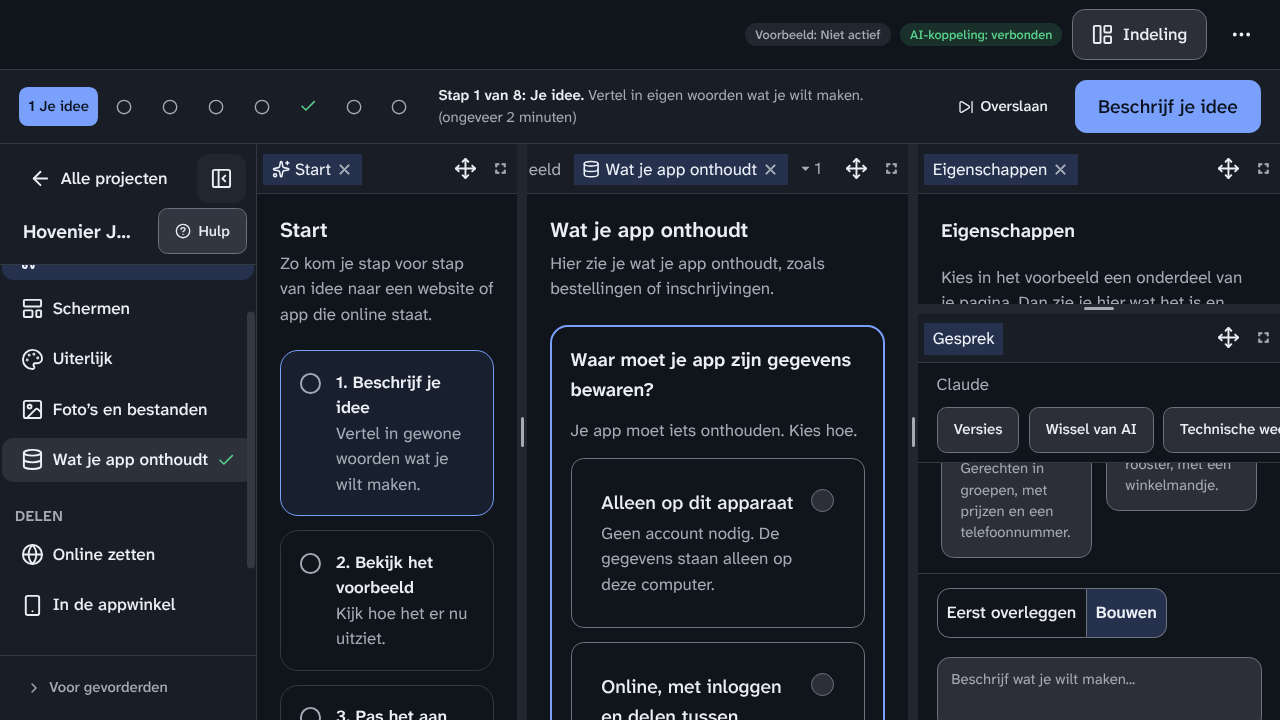 Voorbeeld: Niet actief
AI-koppeling: verbonden
Indeling
1 Je idee
Stap 1 van 8: Je idee. Vertel in eigen woorden wat je wilt maken.
(ongeveer 2 minuten)
Overslaan
Beschrijf je idee
Alle projecten
Hovenier J...
Hulp
Schermen
Uiterlijk
Foto's en bestanden
Wat je app onthoudt
DELEN
Online zetten
In de appwinkel
Voor gevorderden
Start
Start
Zo kom je stap voor stap
van idee naar een website of
app die online staat.
1. Beschrijf je
idee
Vertel in gewone
woorden wat je
wilt maken.
2. Bekijk het
voorbeeld
Kijk hoe het er nu
uitziet.
3. Pas het aan
eeld
Wat je app onthoudt
1
Wat je app onthoudt
Hier zie je wat je app onthoudt, zoals
bestellingen of inschrijvingen.
Waar moet je app zijn gegevens
bewaren?
Je app moet iets onthouden. Kies hoe.
Alleen op dit apparaat
Geen account nodig. De
gegevens staan alleen op
deze computer.
Online, met inloggen
en delen tussen
Eigenschappen
Eigenschappen
Kies in het voorbeeld een onderdeel van
je pagina. Dan zie je hier wat het is en
Gesprek
Claude
Versies
Wissel van AI
Technische wee
Gerechten in
groepen, met
prijzen en een
telefoonnummer.
rooster, met een
winkelmandje.
Eerst overleggen
Bouwen
Beschrijf wat je wilt maken...